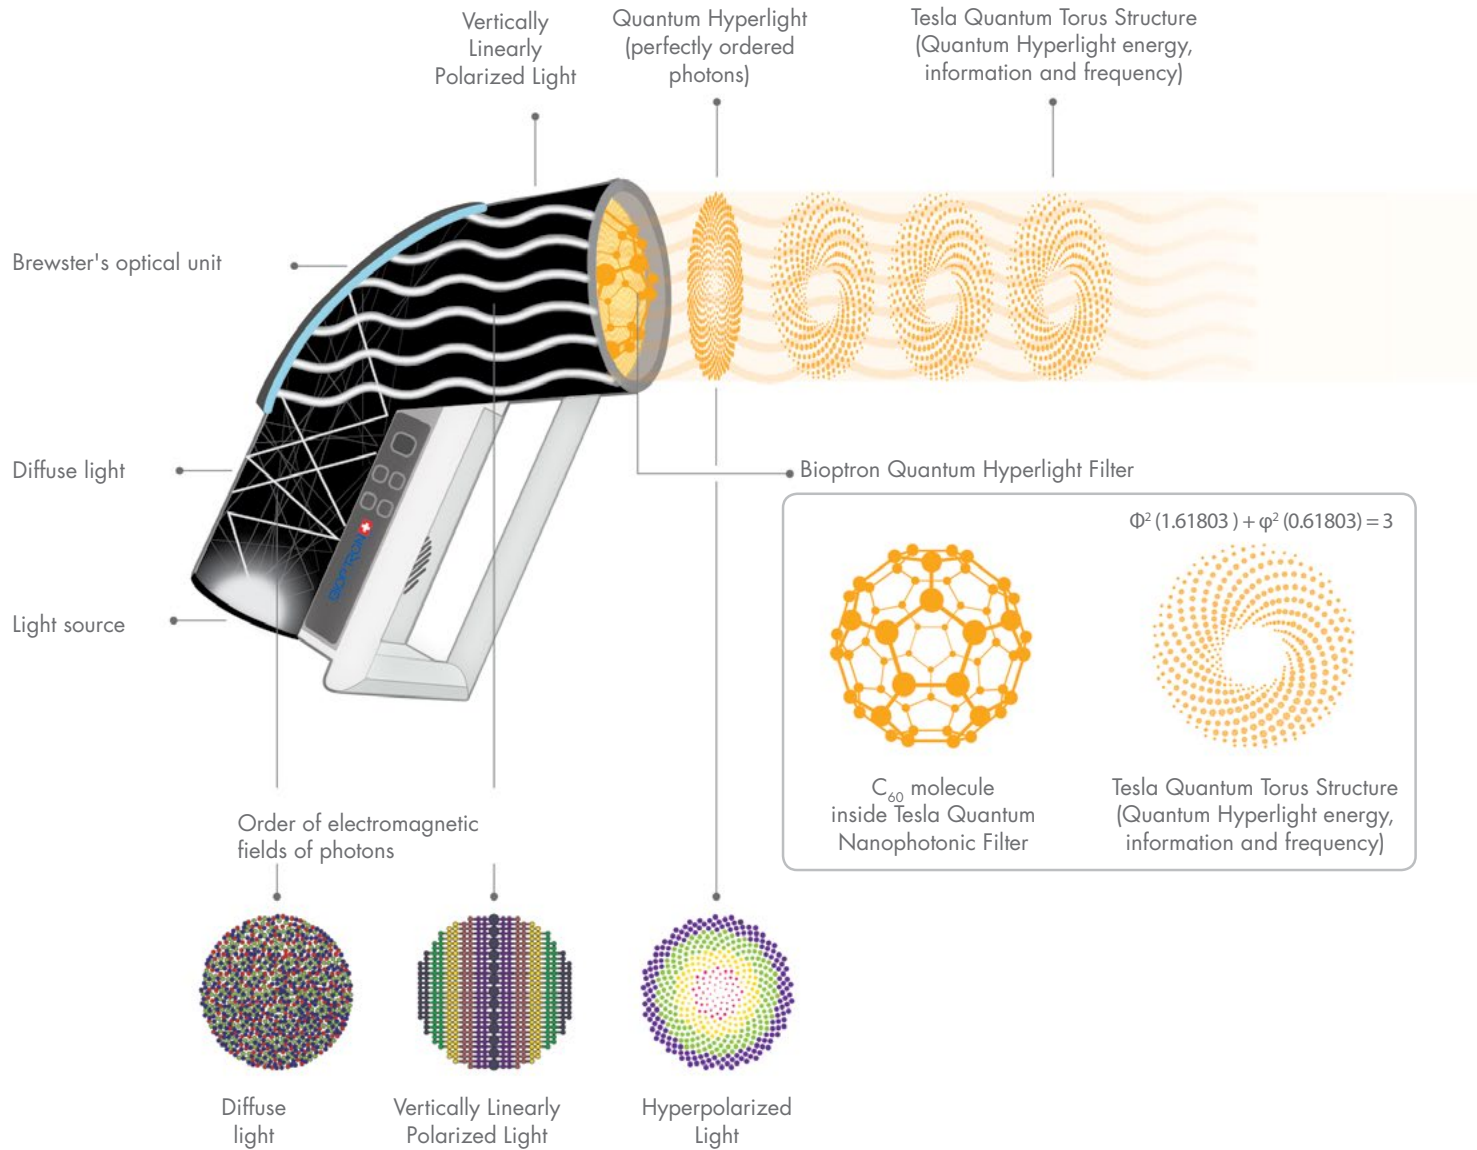 Vertically
Linearly
Polarized Light
Quantum Hyperlight
(perfectly ordered
photons)
Tesla Quantum Torus Structure
(Quantum Hyperlight energy,
information and frequency)
Brewster's optical unit
Diffuse light
Light source
BIOPTRON
Bioptron Quantum Hyperlight Filter
Φ² (1.61803 ) + φ² (0.61803) = 3
C₆₀ molecule
inside Tesla Quantum
Nanophotonic Filter
Tesla Quantum Torus Structure
(Quantum Hyperlight energy,
information and frequency)
Order of electromagnetic
fields of photons
Diffuse
light
Vertically Linearly
Polarized Light
Hyperpolarized
Light